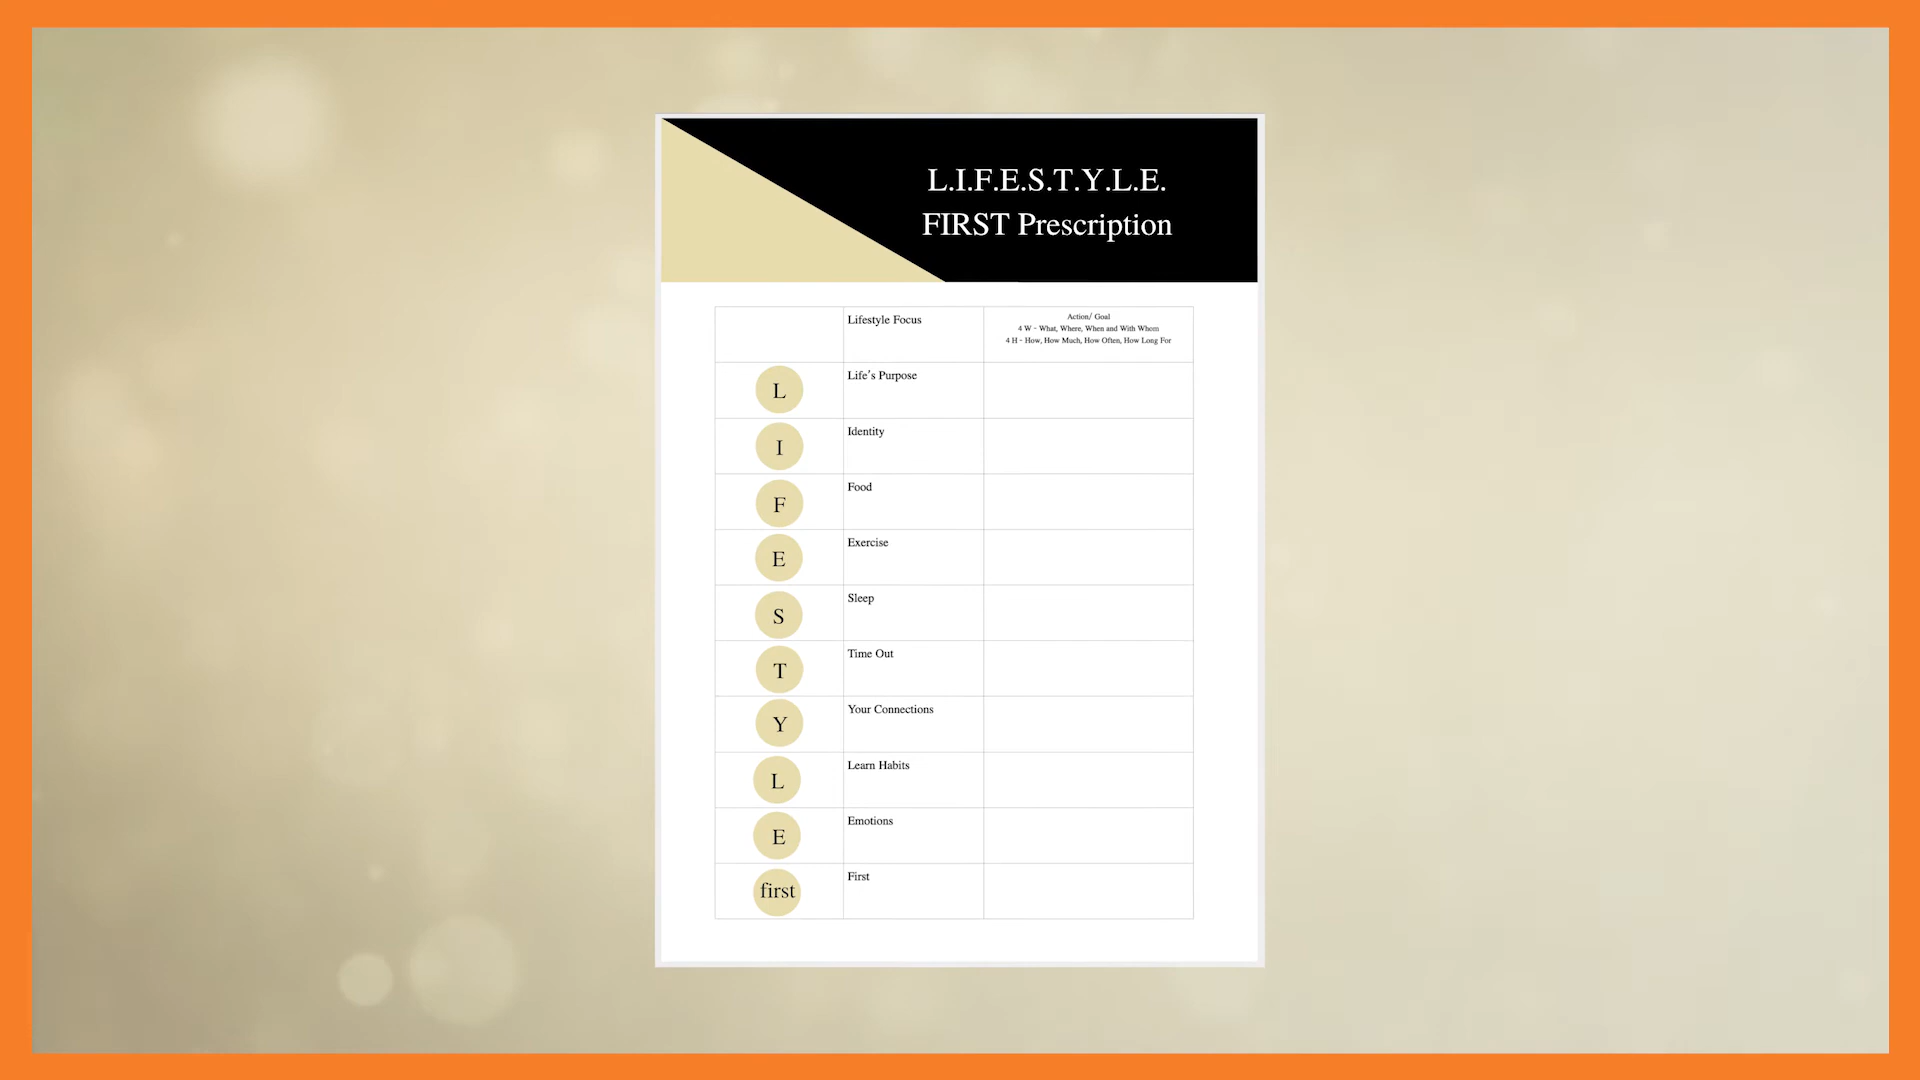 L.I.F.E.S.T.Y.L.E.
FIRST Prescription
Lifestyle Focus
Action/ Goal
4 W - What, Where, When and With Whom
4 H - How, How Much, How Often, How Long For
L
Life's Purpose
I
Identity
F
Food
E
Exercise
S
Sleep
T
Time Out
Y
Your Connections
L
Learn Habits
E
Emotions
first
First